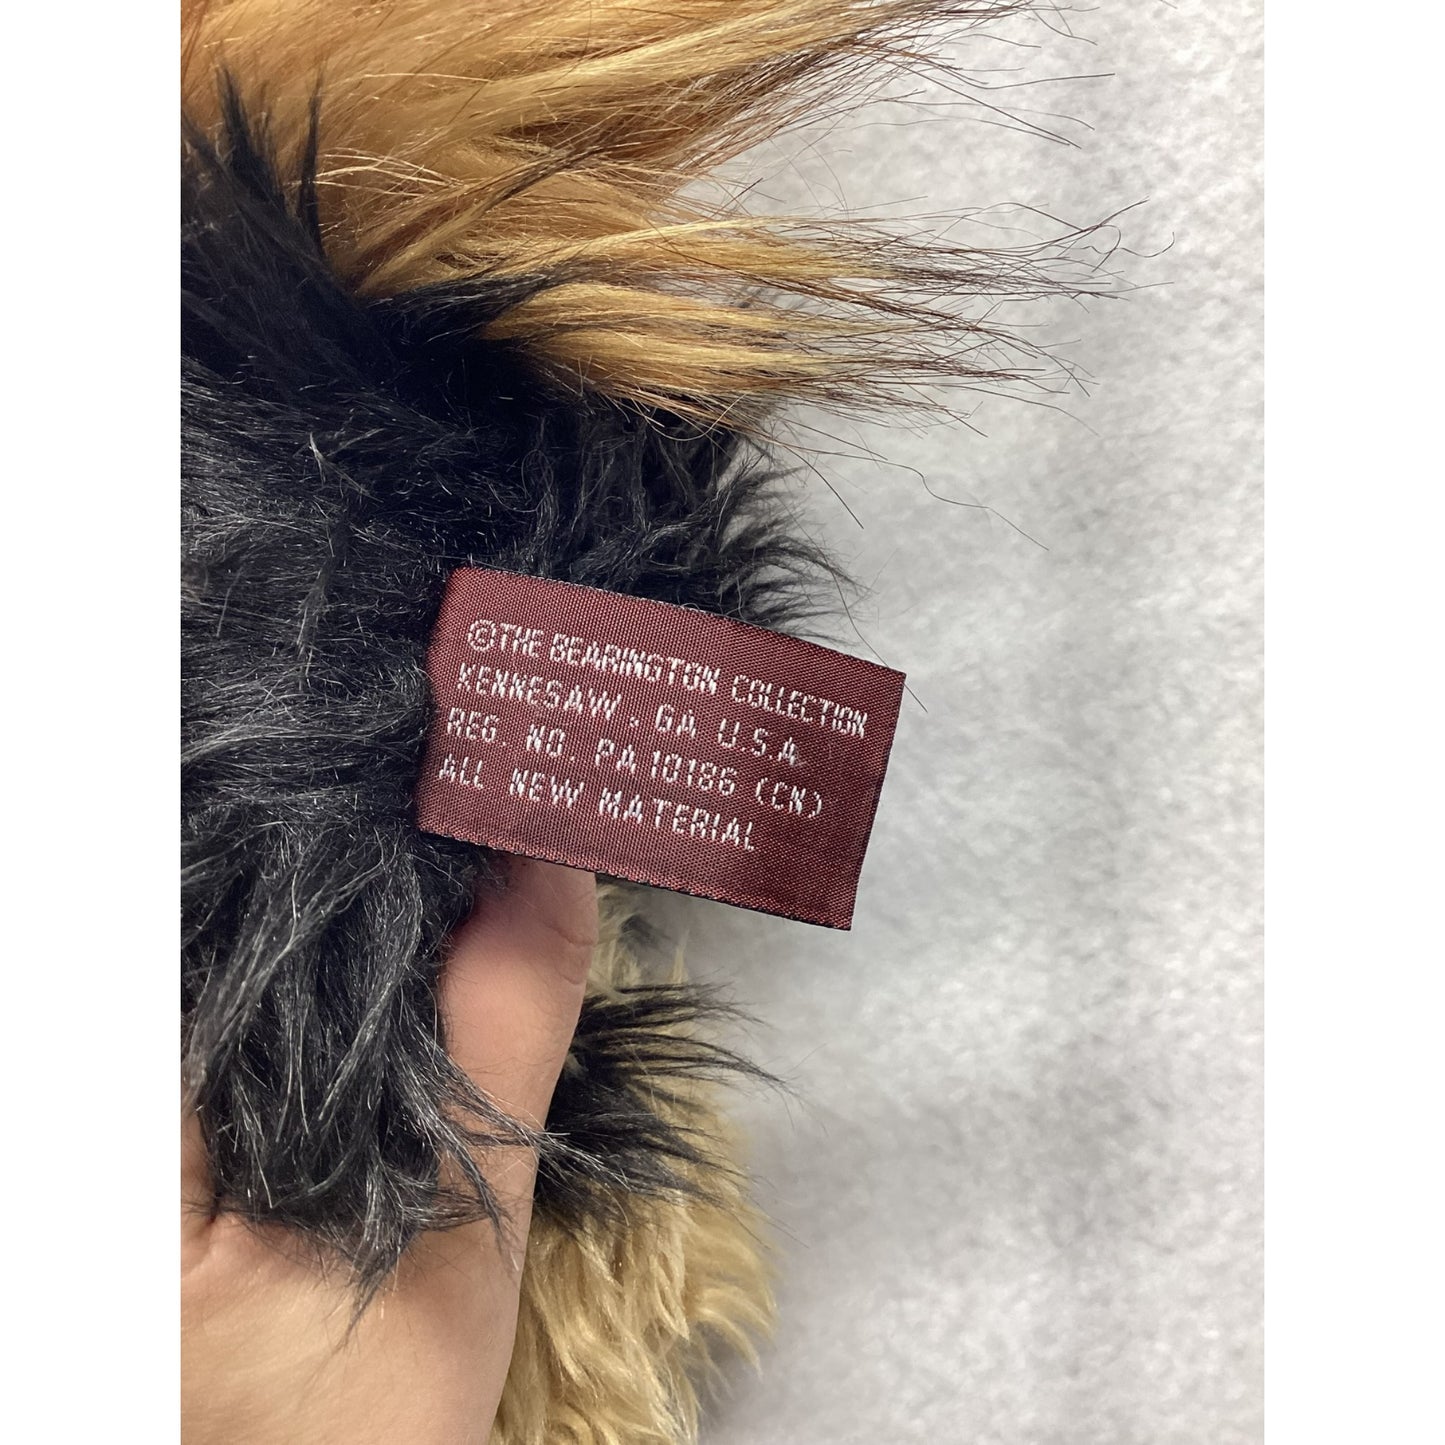 ©THE BEARINGTON COLLECTION
KENNESAW, GA U.S.A
REG. NO. PA 10186 (CN)
ALL NEW MATERIAL